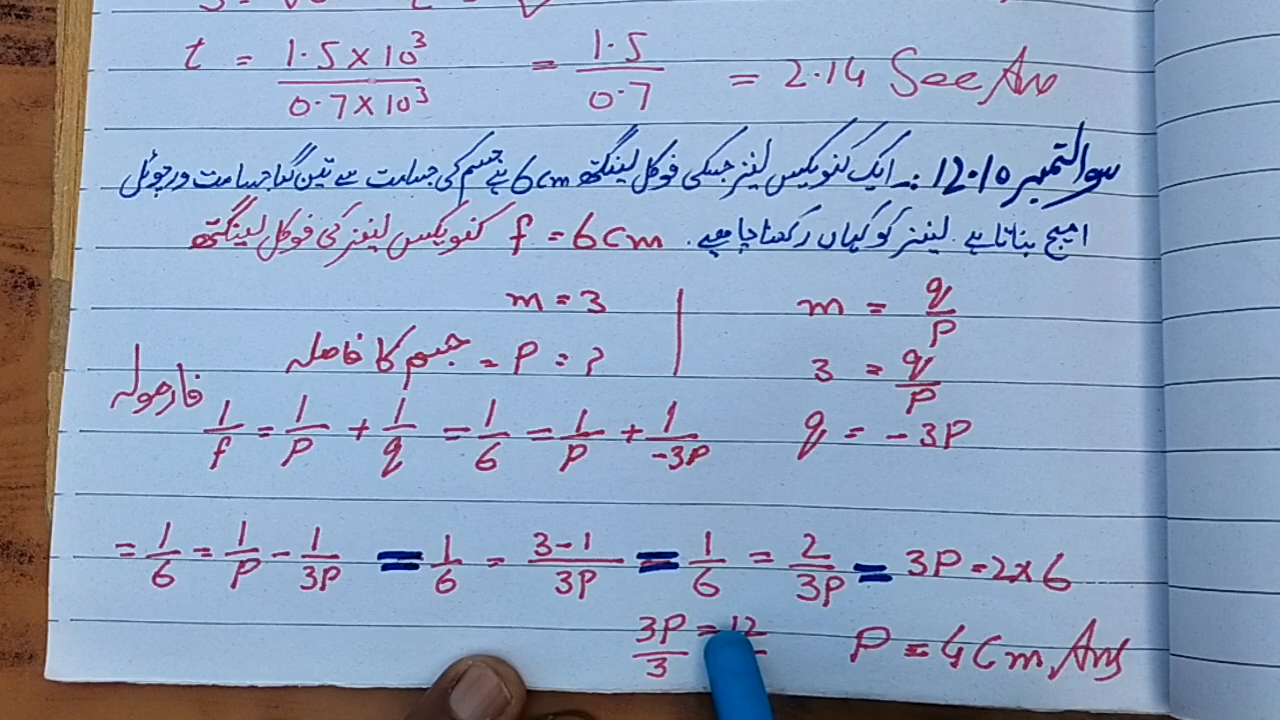 t = 1.5 x 10³ / 0.7 x 10³ = 1.5 / 0.7 = 2.14 Sec Ans
سوال نمبر 12.10 :۔ ایک کنویکس لینز جسکی فوکل لینگتھ 6cm ہے جسم کی جسامت سے تین گنا جسامت ورچوئل
امیج بناتا ہے۔ لینز کو کہاں رکھنا چاہیے۔ f = 6cm کنویکس لینز کی فوکل لینگتھ
m = 3 | m = q/P
جسم کا فاصلہ = P = ? | 3 = q/P
فارمولہ
1/f = 1/P + 1/q = 1/6 = 1/P + 1/-3P q = -3P
= 1/6 = 1/P - 1/3P = 1/6 = 3-1/3P = 1/6 = 2/3P = 3P = 2x6
3P/3 = 12 P = 4cm Ans